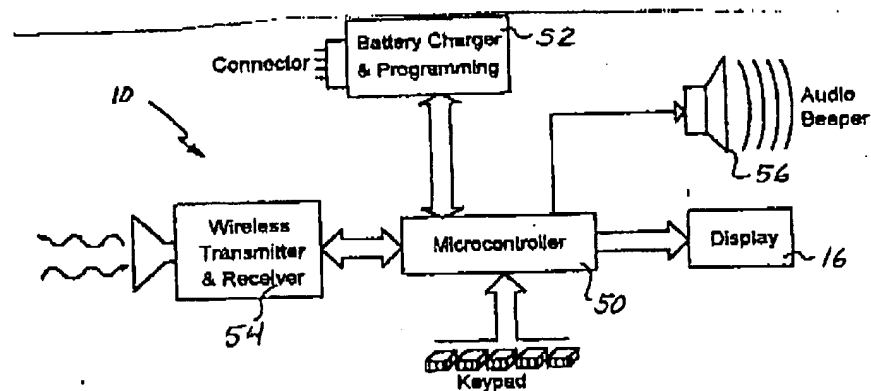 Battery Charger
& Programming
52
Connector
10
Audio
Beeper
56
Wireless
Transmitter
& Receiver
54
Microcontroller
50
Display
16
Keypad